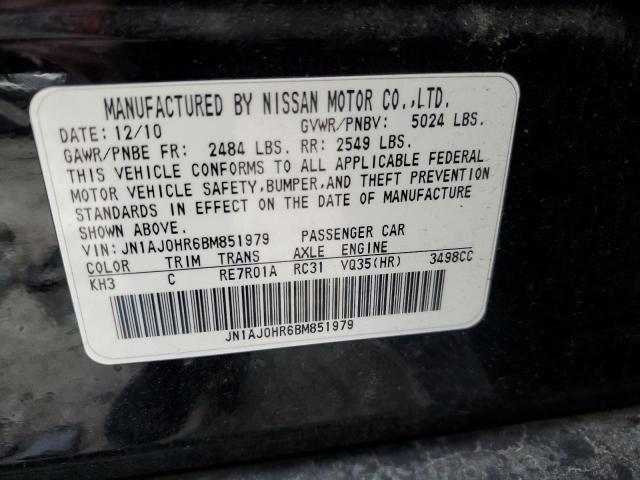 MANUFACTURED BY NISSAN MOTOR CO.,LTD.
DATE: 12/10 GVWR/PNBV: 5024 LBS.
GAWR/PNBE FR: 2484 LBS. RR: 2549 LBS.
THIS VEHICLE CONFORMS TO ALL APPLICABLE FEDERAL
MOTOR VEHICLE SAFETY, BUMPER, AND THEFT PREVENTION
STANDARDS IN EFFECT ON THE DATE OF MANUFACTURE
SHOWN ABOVE.
VIN: JN1AJ0HR6BM851979 PASSENGER CAR
COLOR TRIM TRANS AXLE ENGINE
KH3 C RE7R01A RC31 VQ35(HR) 3498CC
JN1AJ0HR6BM851979